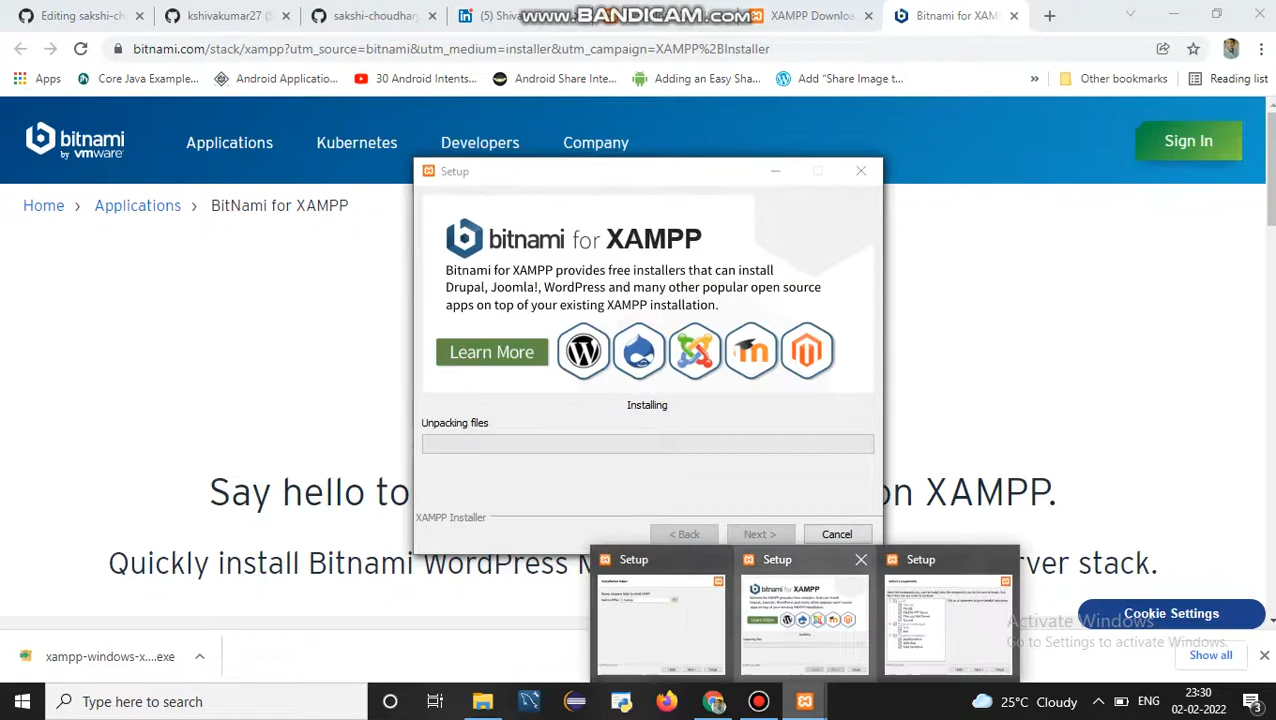 Editing sakshi-ch
kshivakumar27 (S
sakshi-choudhary
(5) Shiva
www.BANDICAM.com
XAMPP Downloa
Bitnami for XAM
bitnami.com/stack/xampp?utm_source=bitnami&utm_medium=installer&utm_campaign=XAMPP%2BInstaller
Apps
Core Java Example...
Android Applicatio...
30 Android Intents...
Android Share Inte...
Adding an Easy Sha...
Add "Share Image t...
»
Other bookmarks
Reading list
bitnami
by vmware
Applications
Kubernetes
Developers
Company
Sign In
Home > Applications > BitNami for XAMPP
Setup
bitnami for XAMPP
Bitnami for XAMPP provides free installers that can install
Drupal, Joomla!, WordPress and many other popular open source
apps on top of your existing XAMPP installation.
Learn More
Installing
Unpacking files
Say hello to
on XAMPP.
XAMPP Installer
< Back
Next >
Cancel
Quickly install Bitnami WordPress M
rver stack.
Setup
Setup
Setup
Cookie Settings
Activate Windows
Go to Settings to activate Windows.
xampp-windows-x....exe
Show all
Type here to search
25°C Cloudy
ENG
23:30
02-02-2022
3